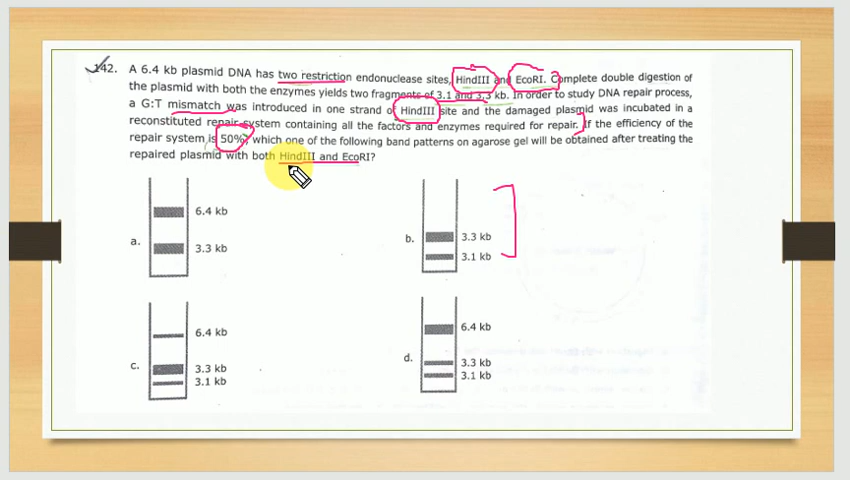 142. A 6.4 kb plasmid DNA has two restriction endonuclease sites, HindIII and EcoRI. Complete double digestion of
the plasmid with both the enzymes yields two fragments of 3.1 and 3.3 kb. In order to study DNA repair process,
a G:T mismatch was introduced in one strand of HindIII site and the damaged plasmid was incubated in a
reconstituted repair system containing all the factors and enzymes required for repair. If the efficiency of the
repair system is 50%, which one of the following band patterns on agarose gel will be obtained after treating the
repaired plasmid with both HindIII and EcoRI?
a.
6.4 kb
3.3 kb
b.
3.3 kb
3.1 kb
c.
6.4 kb
3.3 kb
3.1 kb
d.
6.4 kb
3.3 kb
3.1 kb